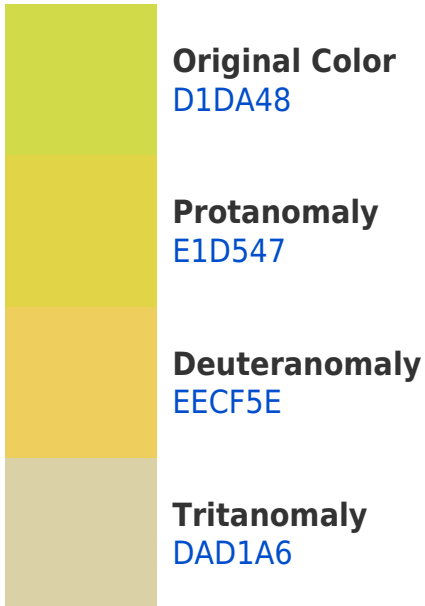 Original Color
D1DA48
Protanomaly
E1D547
Deuteranomaly
EECF5E
Tritanomaly
DAD1A6